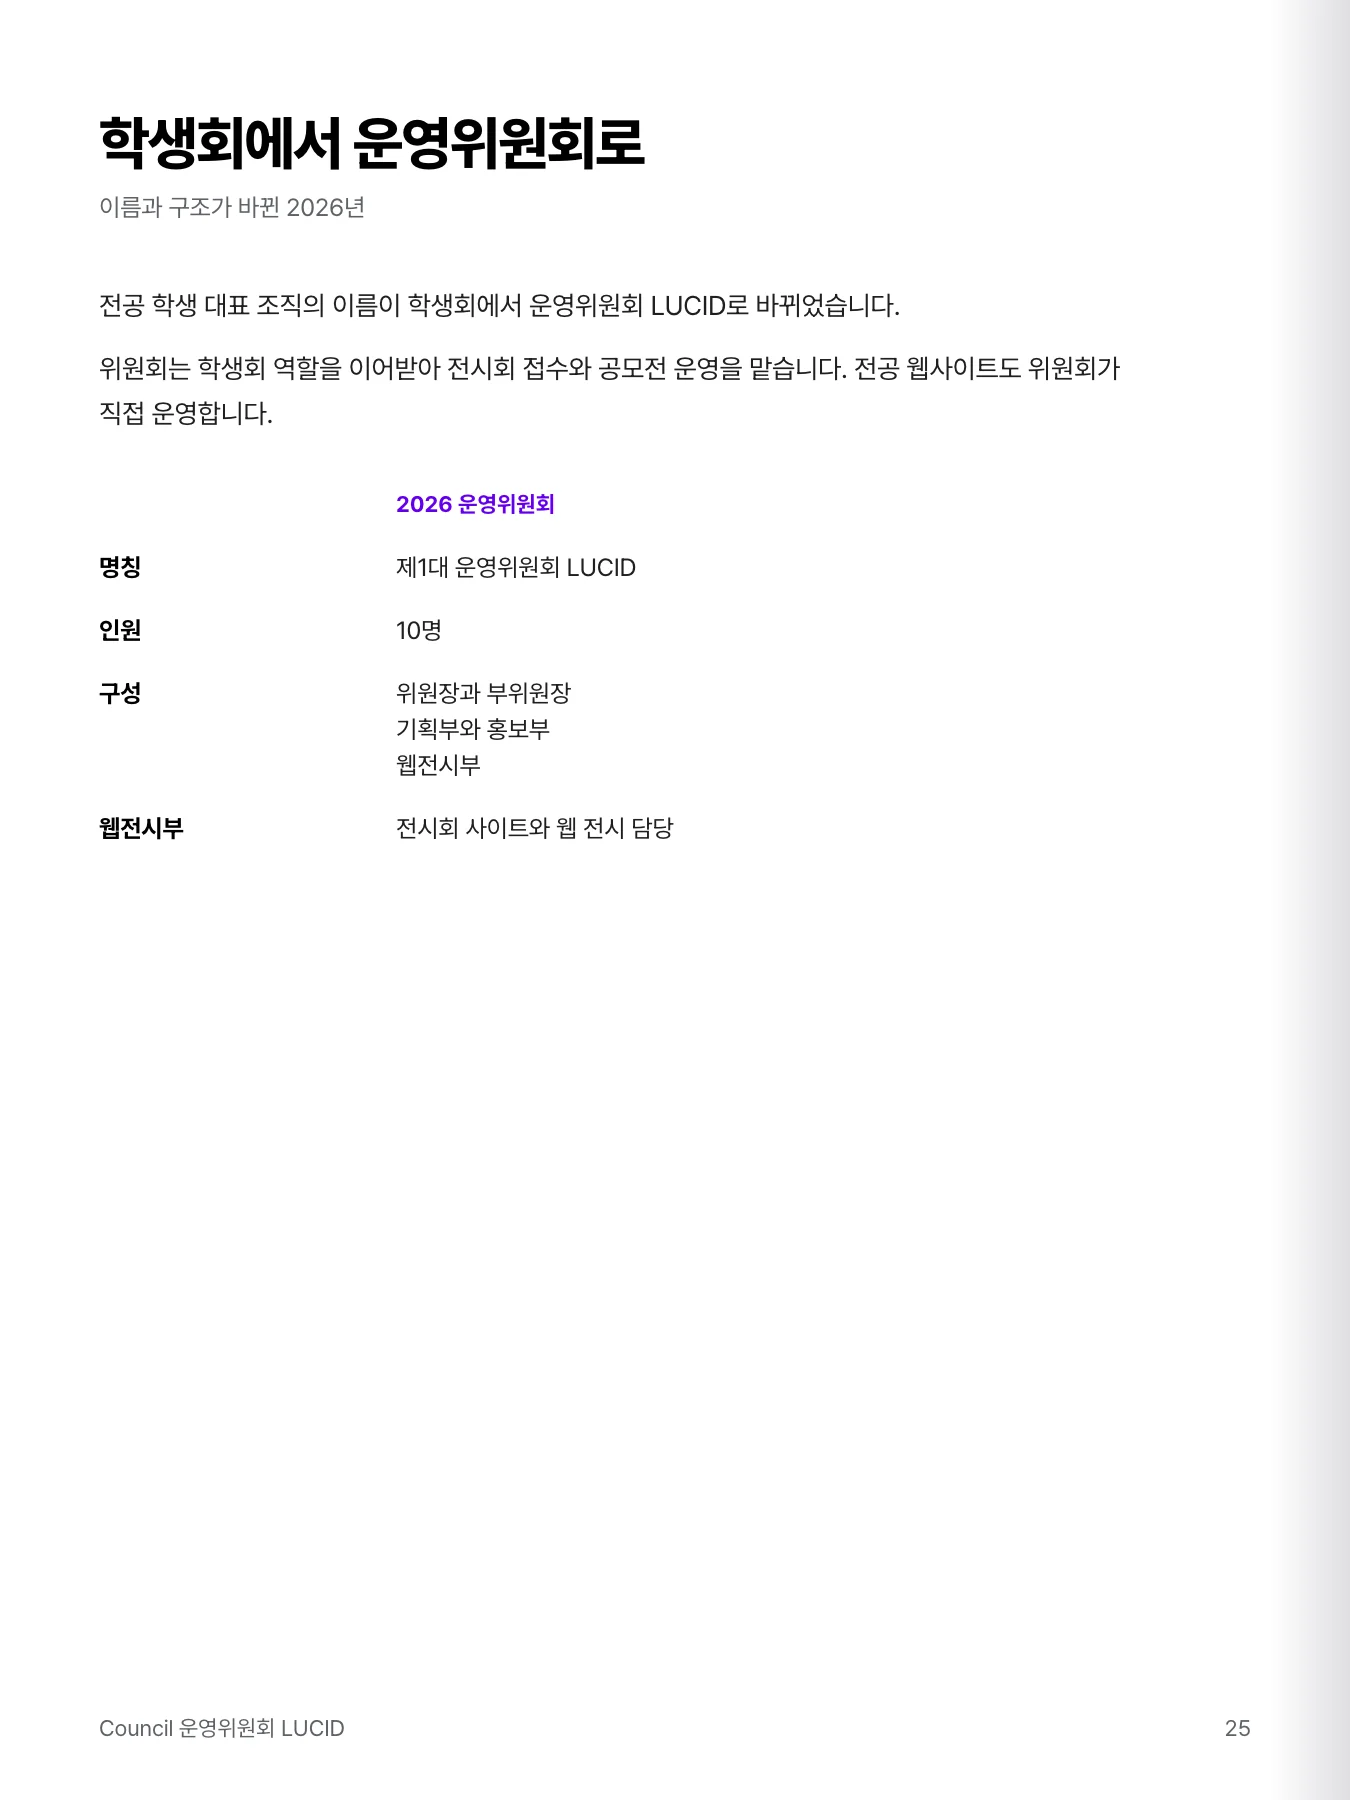 학생회에서 운영위원회로
이름과 구조가 바뀐 2026년
전공 학생 대표 조직의 이름이 학생회에서 운영위원회 LUCID로 바뀌었습니다.
위원회는 학생회 역할을 이어받아 전시회 접수와 공모전 운영을 맡습니다. 전공 웹사이트도 위원회가
직접 운영합니다.
2026 운영위원회
명칭 제1대 운영위원회 LUCID
인원 10명
구성 위원장과 부위원장
기획부와 홍보부
웹전시부
웹전시부 전시회 사이트와 웹 전시 담당
Council 운영위원회 LUCID 25